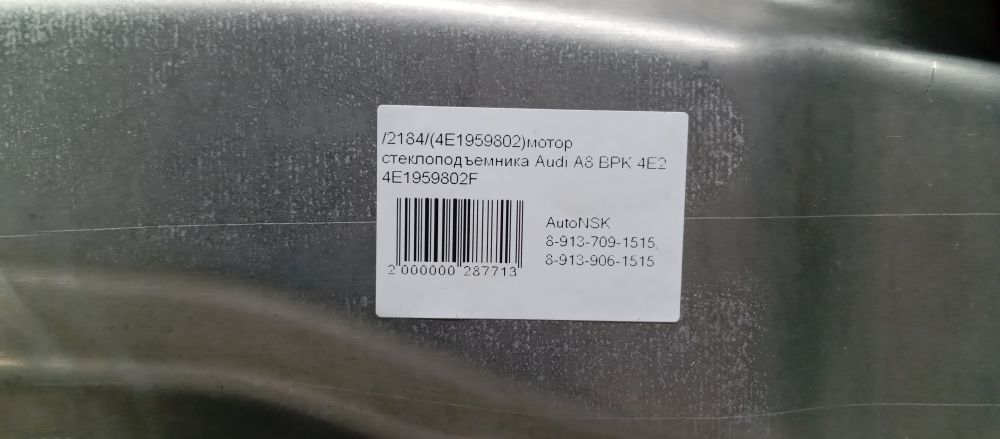 /2184/(4E1959802)мотор
стеклоподъемника Audi A8 BPK 4E2
4E1959802F
AutoNSK
8-913-709-1515,
8-913-906-1515
2 000000 287713